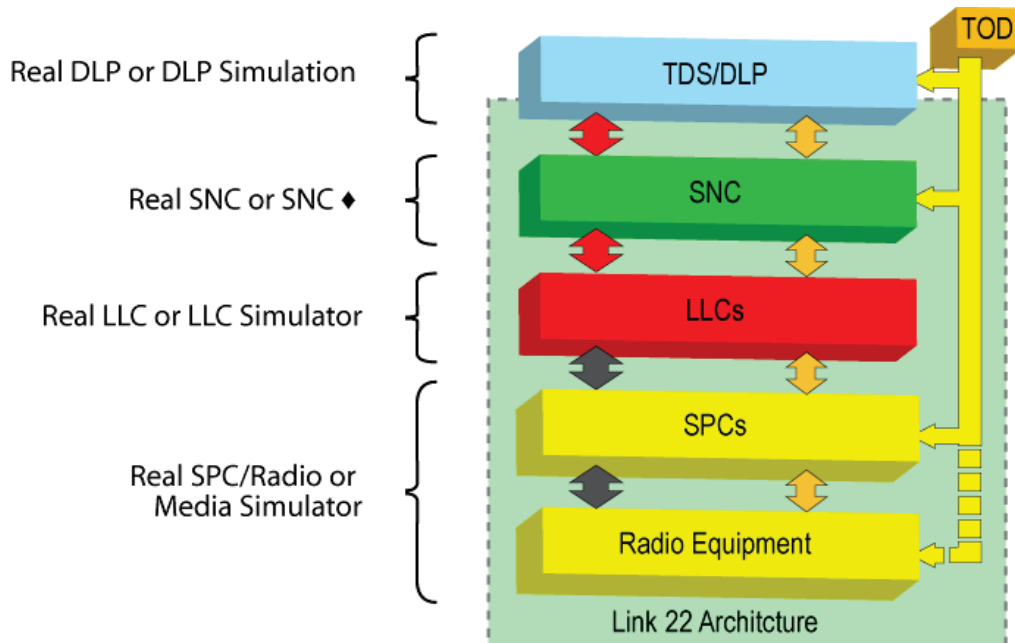 TOD
Real DLP or DLP Simulation
TDS/DLP
Real SNC or SNC ♦
SNC
Real LLC or LLC Simulator
LLCs
SPCs
Real SPC/Radio or
Media Simulator
Radio Equipment
Link 22 Architcture